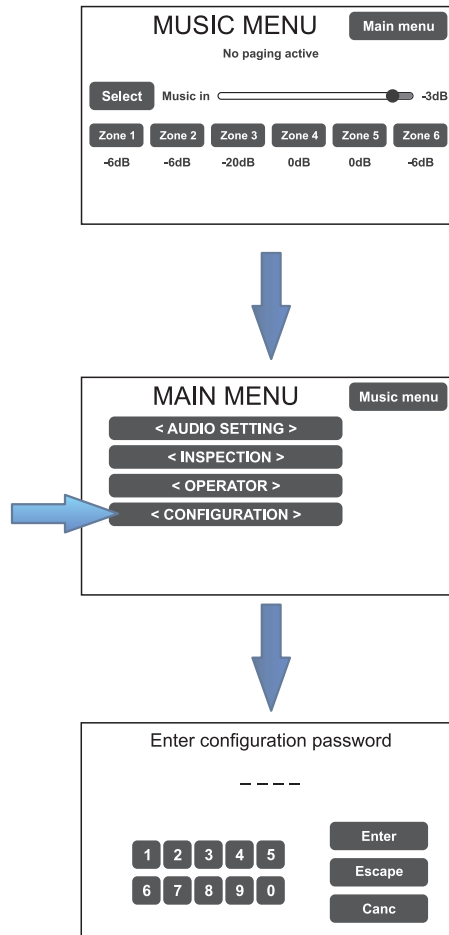 MUSIC MENU Main menu
No paging active
Select Music in -3dB
Zone 1 Zone 2 Zone 3 Zone 4 Zone 5 Zone 6
-6dB -6dB -20dB 0dB 0dB -6dB
MAIN MENU Music menu
< AUDIO SETTING >
< INSPECTION >
< OPERATOR >
< CONFIGURATION >
Enter configuration password
_ _ _ _
Enter
1 2 3 4 5
Escape
6 7 8 9 0
Canc